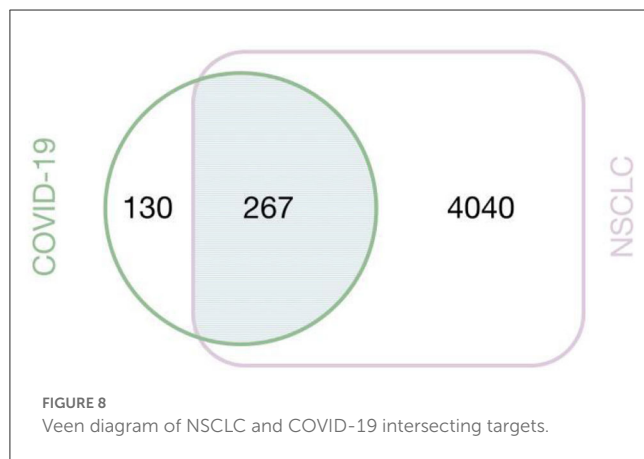 COVID-19
130 267 4040
NSCLC
FIGURE 8
Veen diagram of NSCLC and COVID-19 intersecting targets.